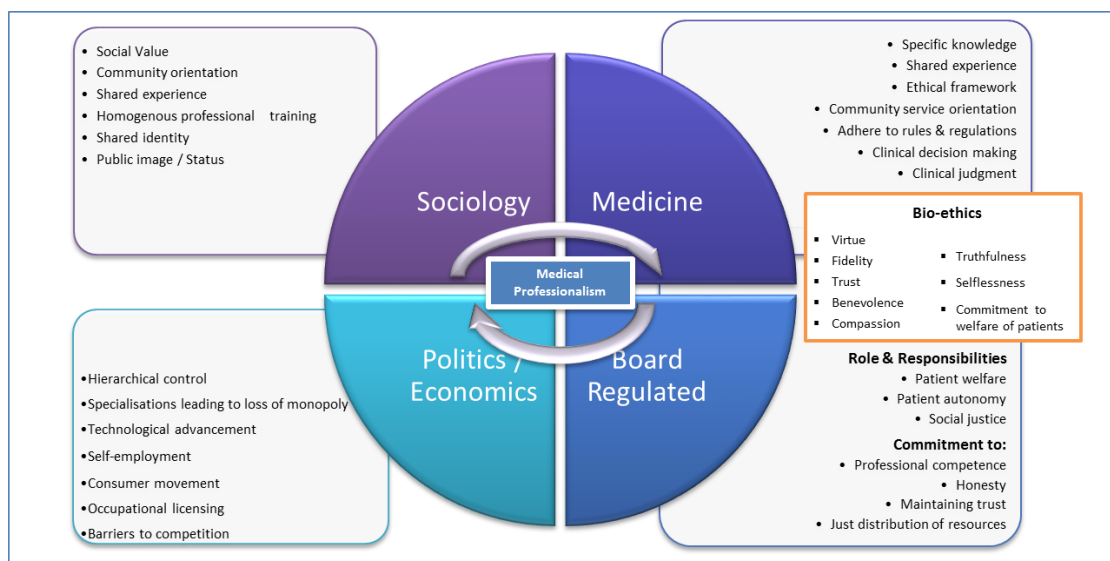 • Social Value
• Community orientation
• Shared experience
• Homogenous professional training
• Shared identity
• Public image / Status
• Specific knowledge
• Shared experience
• Ethical framework
• Community service orientation
• Adhere to rules & regulations
• Clinical decision making
• Clinical judgment
Sociology
Medicine
Medical
Professionalism
Politics /
Economics
Board
Regulated
Bio-ethics
▪ Virtue
▪ Fidelity
▪ Trust
▪ Benevolence
▪ Compassion
▪ Truthfulness
▪ Selflessness
▪ Commitment to
welfare of patients
•Hierarchical control
•Specialisations leading to loss of monopoly
•Technological advancement
•Self-employment
•Consumer movement
•Occupational licensing
•Barriers to competition
Role & Responsibilities
• Patient welfare
• Patient autonomy
• Social justice
Commitment to:
• Professional competence
• Honesty
• Maintaining trust
• Just distribution of resources